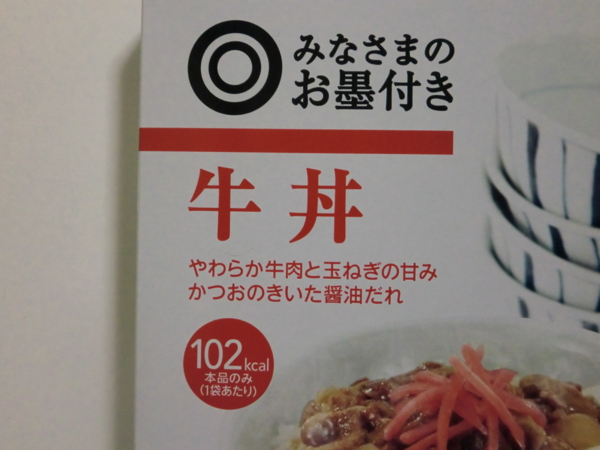 みなさまの
お墨付き
牛丼
やわらか牛肉と玉ねぎの甘み
かつおのきいた醤油だれ
102kcal
本品のみ
(1袋あたり)